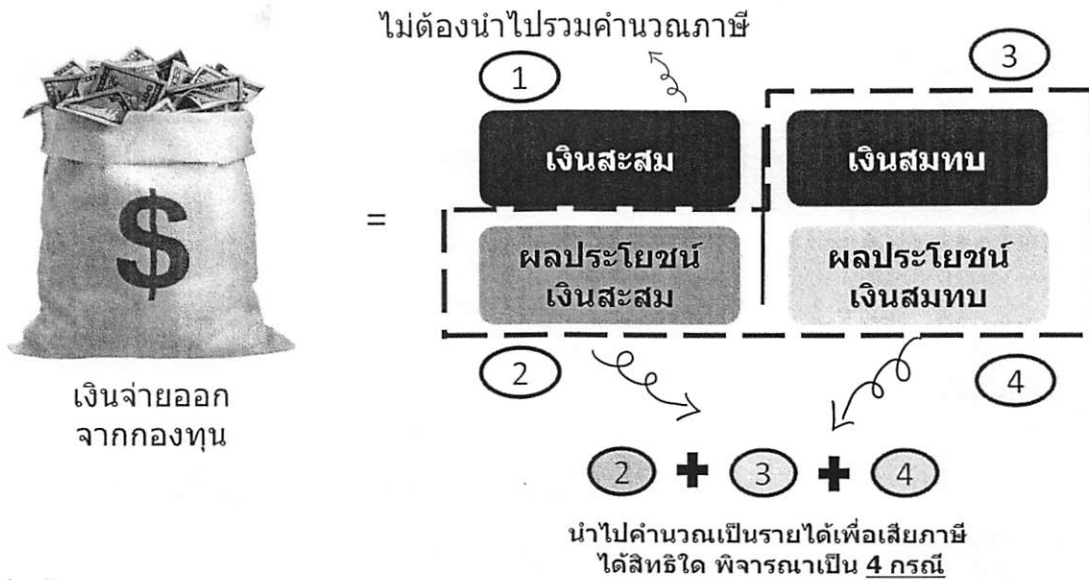 ไม่ต้องนำไปรวมคำนวณภาษี
1
3
เงินสะสม
เงินสมทบ
$
=
ผลประโยชน์
เงินสะสม
ผลประโยชน์
เงินสมทบ
2
4
เงินจ่ายออก
จากกองทุน
2 + 3 + 4
นำไปคำนวณเป็นรายได้เพื่อเสียภาษี
ได้สิทธิใด พิจารณาเป็น 4 กรณี